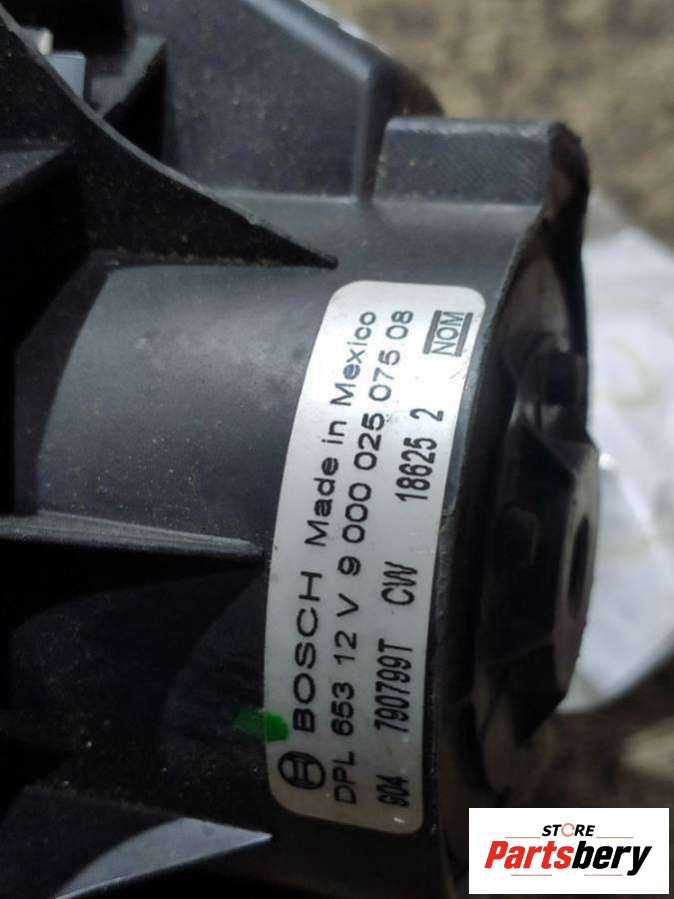 BOSCH Made in Mexico
DPL 653 12 V 9 000 025 075.08
904 790799T CW 18625 2 NOM
STORE
Partsbery